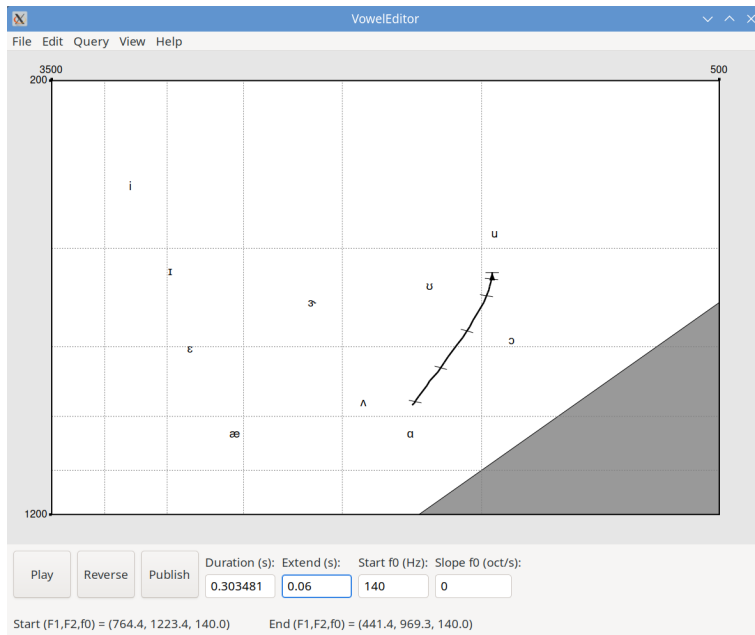 VowelEditor
File Edit Query View Help
3500 500
200
i
u
ɪ
ʊ
ɝ
ɔ
ɛ
ʌ
æ ɑ
1200
Duration (s): Extend (s): Start f0 (Hz): Slope f0 (oct/s):
Play Reverse Publish 0.303481 0.06 140 0
Start (F1,F2,f0) = (764.4, 1223.4, 140.0) End (F1,F2,f0) = (441.4, 969.3, 140.0)